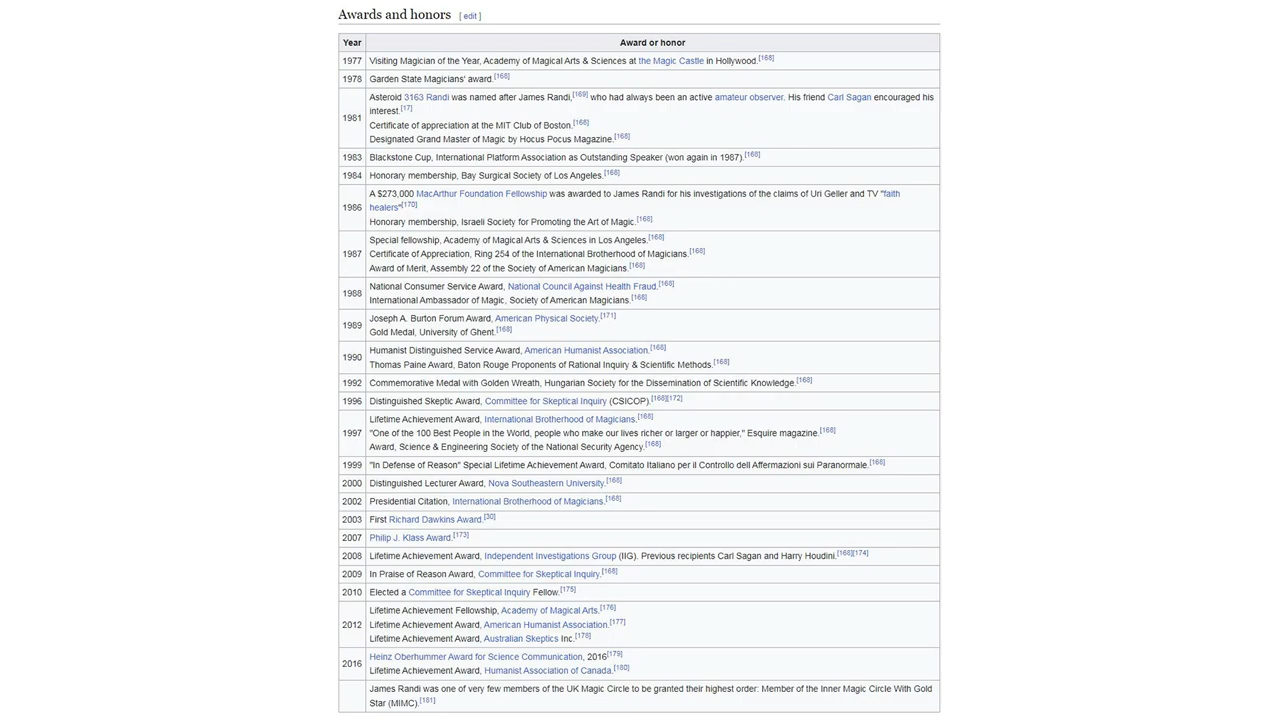 Awards and honors [ edit ]
Year Award or honor
1977 Visiting Magician of the Year, Academy of Magical Arts & Sciences at the Magic Castle in Hollywood.[168]
1978 Garden State Magicians' award.[168]
Asteroid 3163 Randi was named after James Randi,[169] who had always been an active amateur observer. His friend Carl Sagan encouraged his
interest.[17]
1981
Certificate of appreciation at the MIT Club of Boston.[168]
Designated Grand Master of Magic by Hocus Pocus Magazine.[168]
1983 Blackstone Cup, International Platform Association as Outstanding Speaker (won again in 1987).[168]
1984 Honorary membership, Bay Surgical Society of Los Angeles.[168]
A $273,000 MacArthur Foundation Fellowship was awarded to James Randi for his investigations of the claims of Uri Geller and TV "faith
1986 healers"[170]
Honorary membership, Israeli Society for Promoting the Art of Magic.[168]
Special fellowship, Academy of Magical Arts & Sciences in Los Angeles.[168]
1987 Certificate of Appreciation, Ring 254 of the International Brotherhood of Magicians.[168]
Award of Merit, Assembly 22 of the Society of American Magicians.[168]
National Consumer Service Award, National Council Against Health Fraud.[168]
1988
International Ambassador of Magic, Society of American Magicians.[168]
Joseph A. Burton Forum Award, American Physical Society.[171]
1989
Gold Medal, University of Ghent.[168]
Humanist Distinguished Service Award, American Humanist Association.[168]
1990
Thomas Paine Award, Baton Rouge Proponents of Rational Inquiry & Scientific Methods.[168]
1992 Commemorative Medal with Golden Wreath, Hungarian Society for the Dissemination of Scientific Knowledge.[168]
1996 Distinguished Skeptic Award, Committee for Skeptical Inquiry (CSICOP).[168][172]
Lifetime Achievement Award, International Brotherhood of Magicians.[168]
1997 "One of the 100 Best People in the World, people who make our lives richer or larger or happier," Esquire magazine.[168]
Award, Science & Engineering Society of the National Security Agency.[168]
1999 "In Defense of Reason" Special Lifetime Achievement Award, Comitato Italiano per il Controllo dell Affermazioni sui Paranormale.[168]
2000 Distinguished Lecturer Award, Nova Southeastern University.[168]
2002 Presidential Citation, International Brotherhood of Magicians.[168]
2003 First Richard Dawkins Award.[30]
2007 Philip J. Klass Award.[173]
2008 Lifetime Achievement Award, Independent Investigations Group (IIG). Previous recipients Carl Sagan and Harry Houdini.[168][174]
2009 In Praise of Reason Award, Committee for Skeptical Inquiry.[168]
2010 Elected a Committee for Skeptical Inquiry Fellow.[175]
Lifetime Achievement Fellowship, Academy of Magical Arts.[176]
2012 Lifetime Achievement Award, American Humanist Association.[177]
Lifetime Achievement Award, Australian Skeptics Inc.[178]
Heinz Oberhummer Award for Science Communication, 2016[179]
2016
Lifetime Achievement Award, Humanist Association of Canada.[180]
James Randi was one of very few members of the UK Magic Circle to be granted their highest order: Member of the Inner Magic Circle With Gold
Star (MIMC).[181]